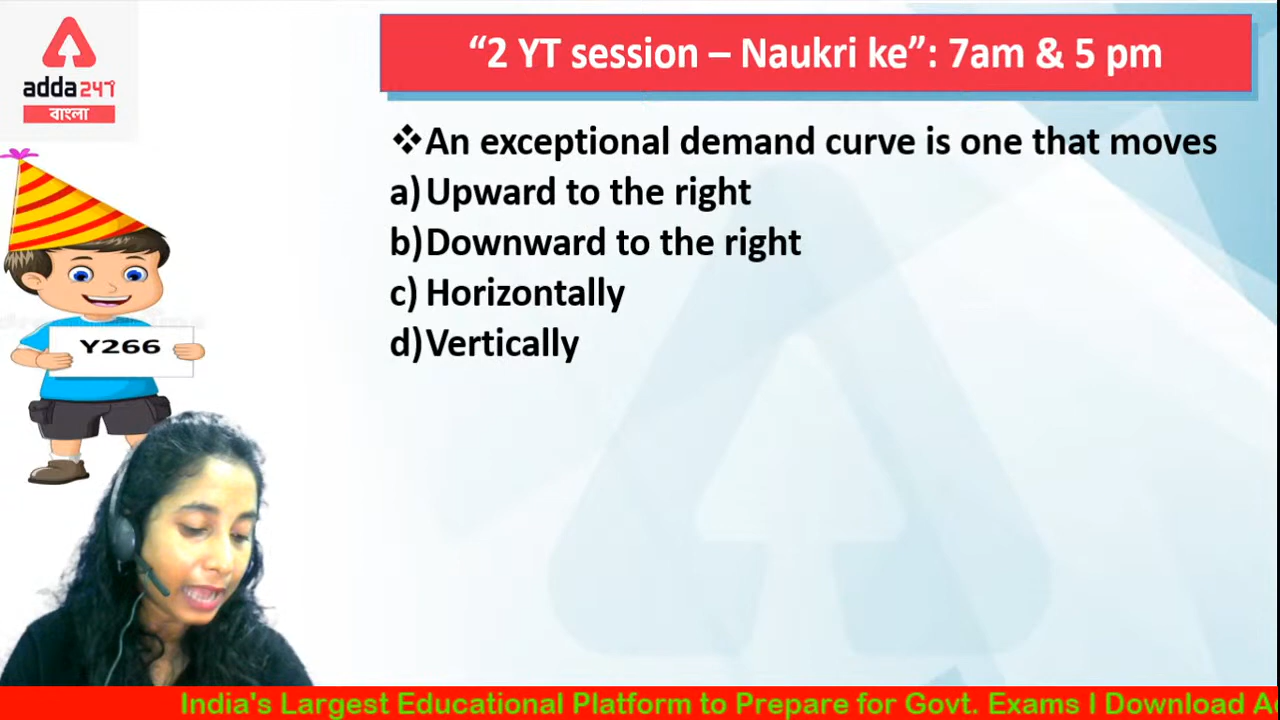 adda247
বাংলা
“2 YT session – Naukri ke”: 7am & 5 pm
❖An exceptional demand curve is one that moves
a) Upward to the right
b) Downward to the right
c) Horizontally
d) Vertically
Y266
India's Largest Educational Platform to Prepare for Govt. Exams I Download